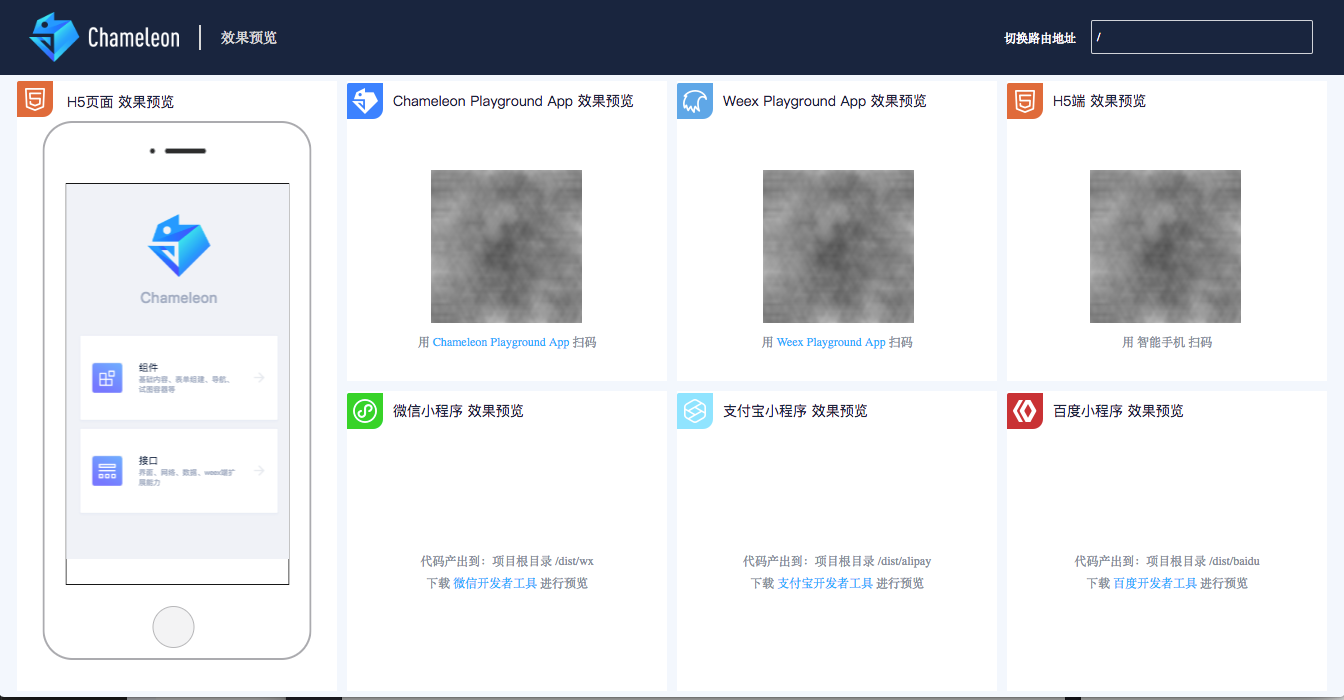 Chameleon
效果预览
切换路由地址
/
H5页面 效果预览
Chameleon
组件
基础内容、表单组建、导航、
试图容器等
接口
界面、网络、数据、weex端扩
展能力
Chameleon Playground App 效果预览
用 Chameleon Playground App 扫码
Weex Playground App 效果预览
用 Weex Playground App 扫码
H5端 效果预览
用 智能手机 扫码
微信小程序 效果预览
代码产出到：项目根目录 /dist/wx
下载 微信开发者工具 进行预览
支付宝小程序 效果预览
代码产出到：项目根目录 /dist/alipay
下载 支付宝开发者工具 进行预览
百度小程序 效果预览
代码产出到：项目根目录 /dist/baidu
下载 百度开发者工具 进行预览